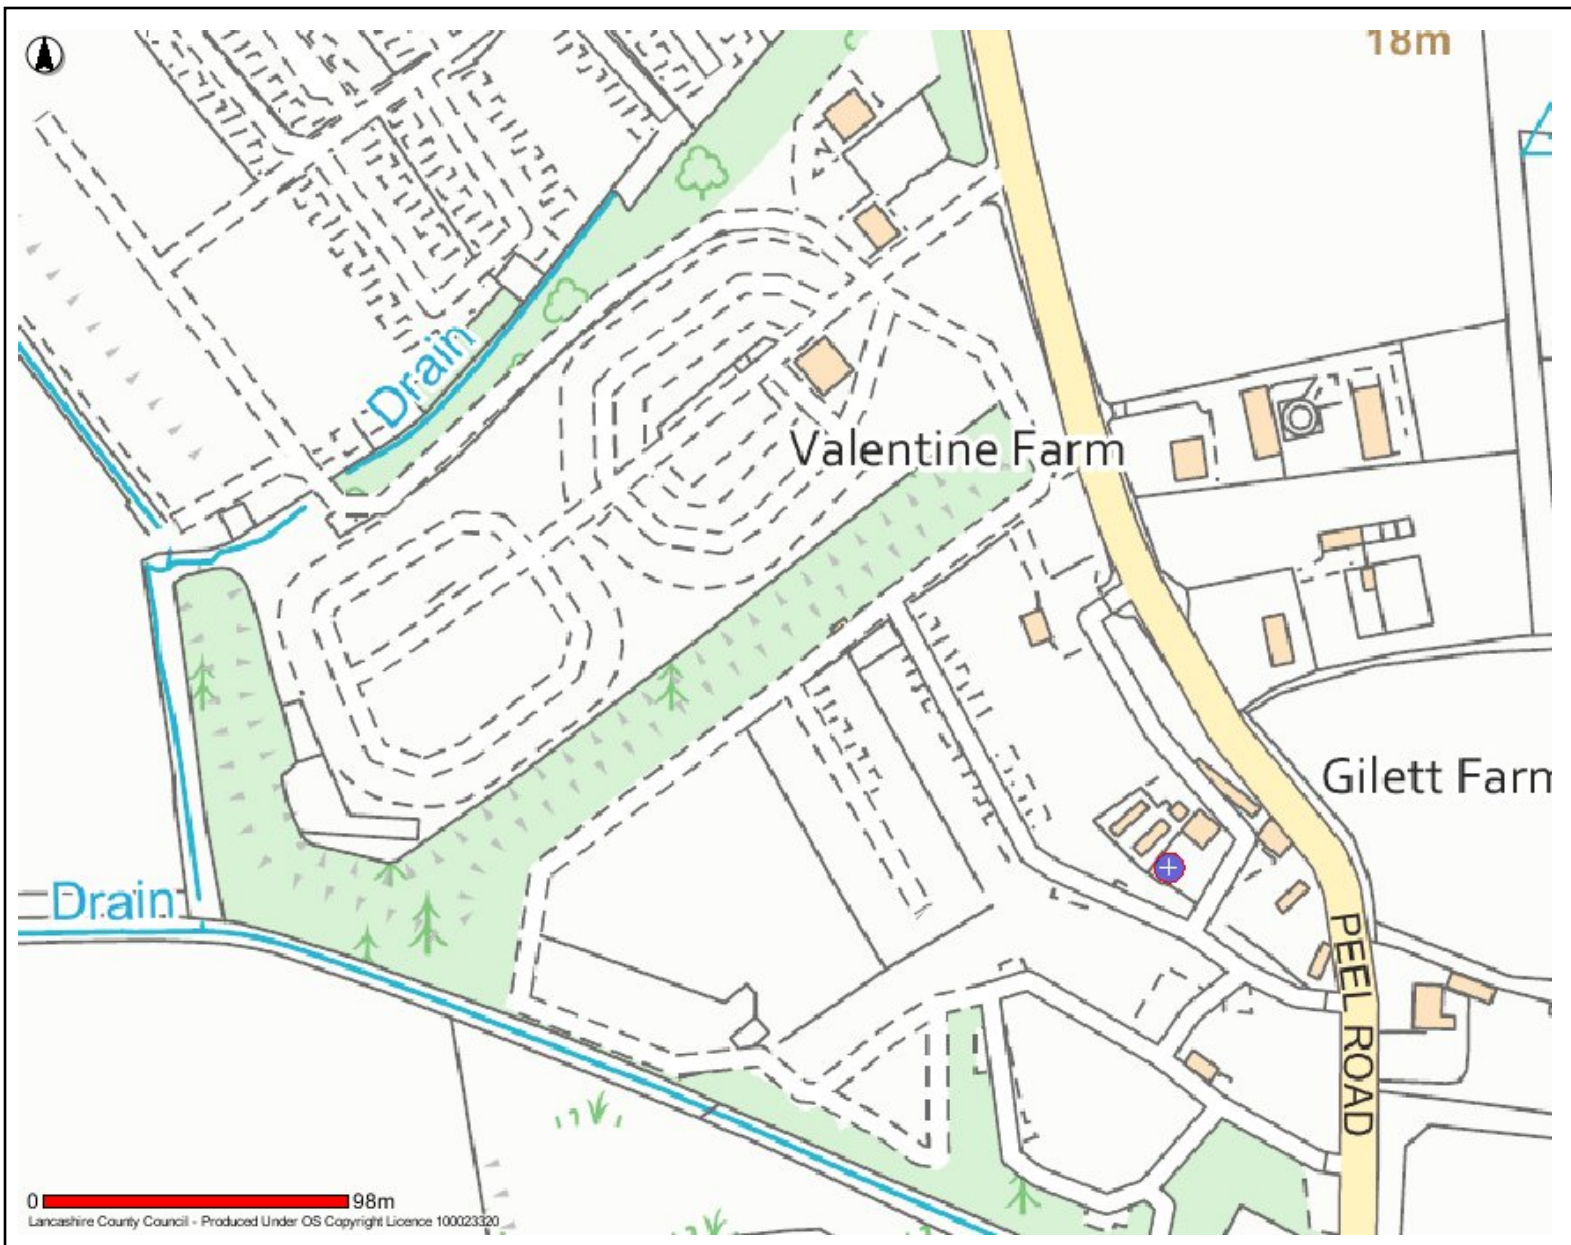 18m
Drain
Valentine Farm
Gilett Farm
Drain
PEEL ROAD
0 98m
Lancashire County Council - Produced Under OS Copyright Licence 100023320